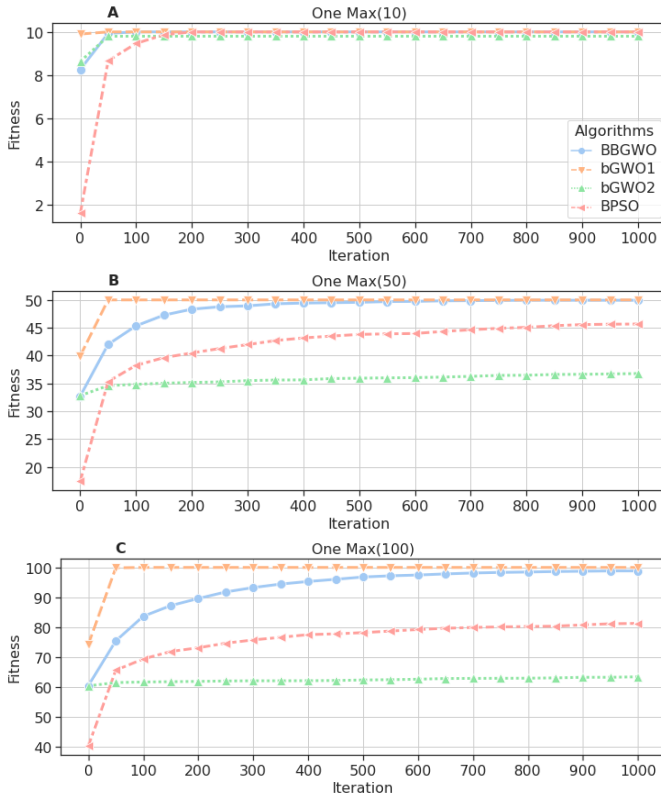 A
One Max(10)
10
8
6
4
2
Fitness
Algorithms
BBGWO
bGWO1
bGWO2
BPSO
0 100 200 300 400 500 600 700 800 900 1000
Iteration
B
One Max(50)
50
45
40
35
30
25
20
Fitness
0 100 200 300 400 500 600 700 800 900 1000
Iteration
C
One Max(100)
100
90
80
70
60
50
40
Fitness
0 100 200 300 400 500 600 700 800 900 1000
Iteration